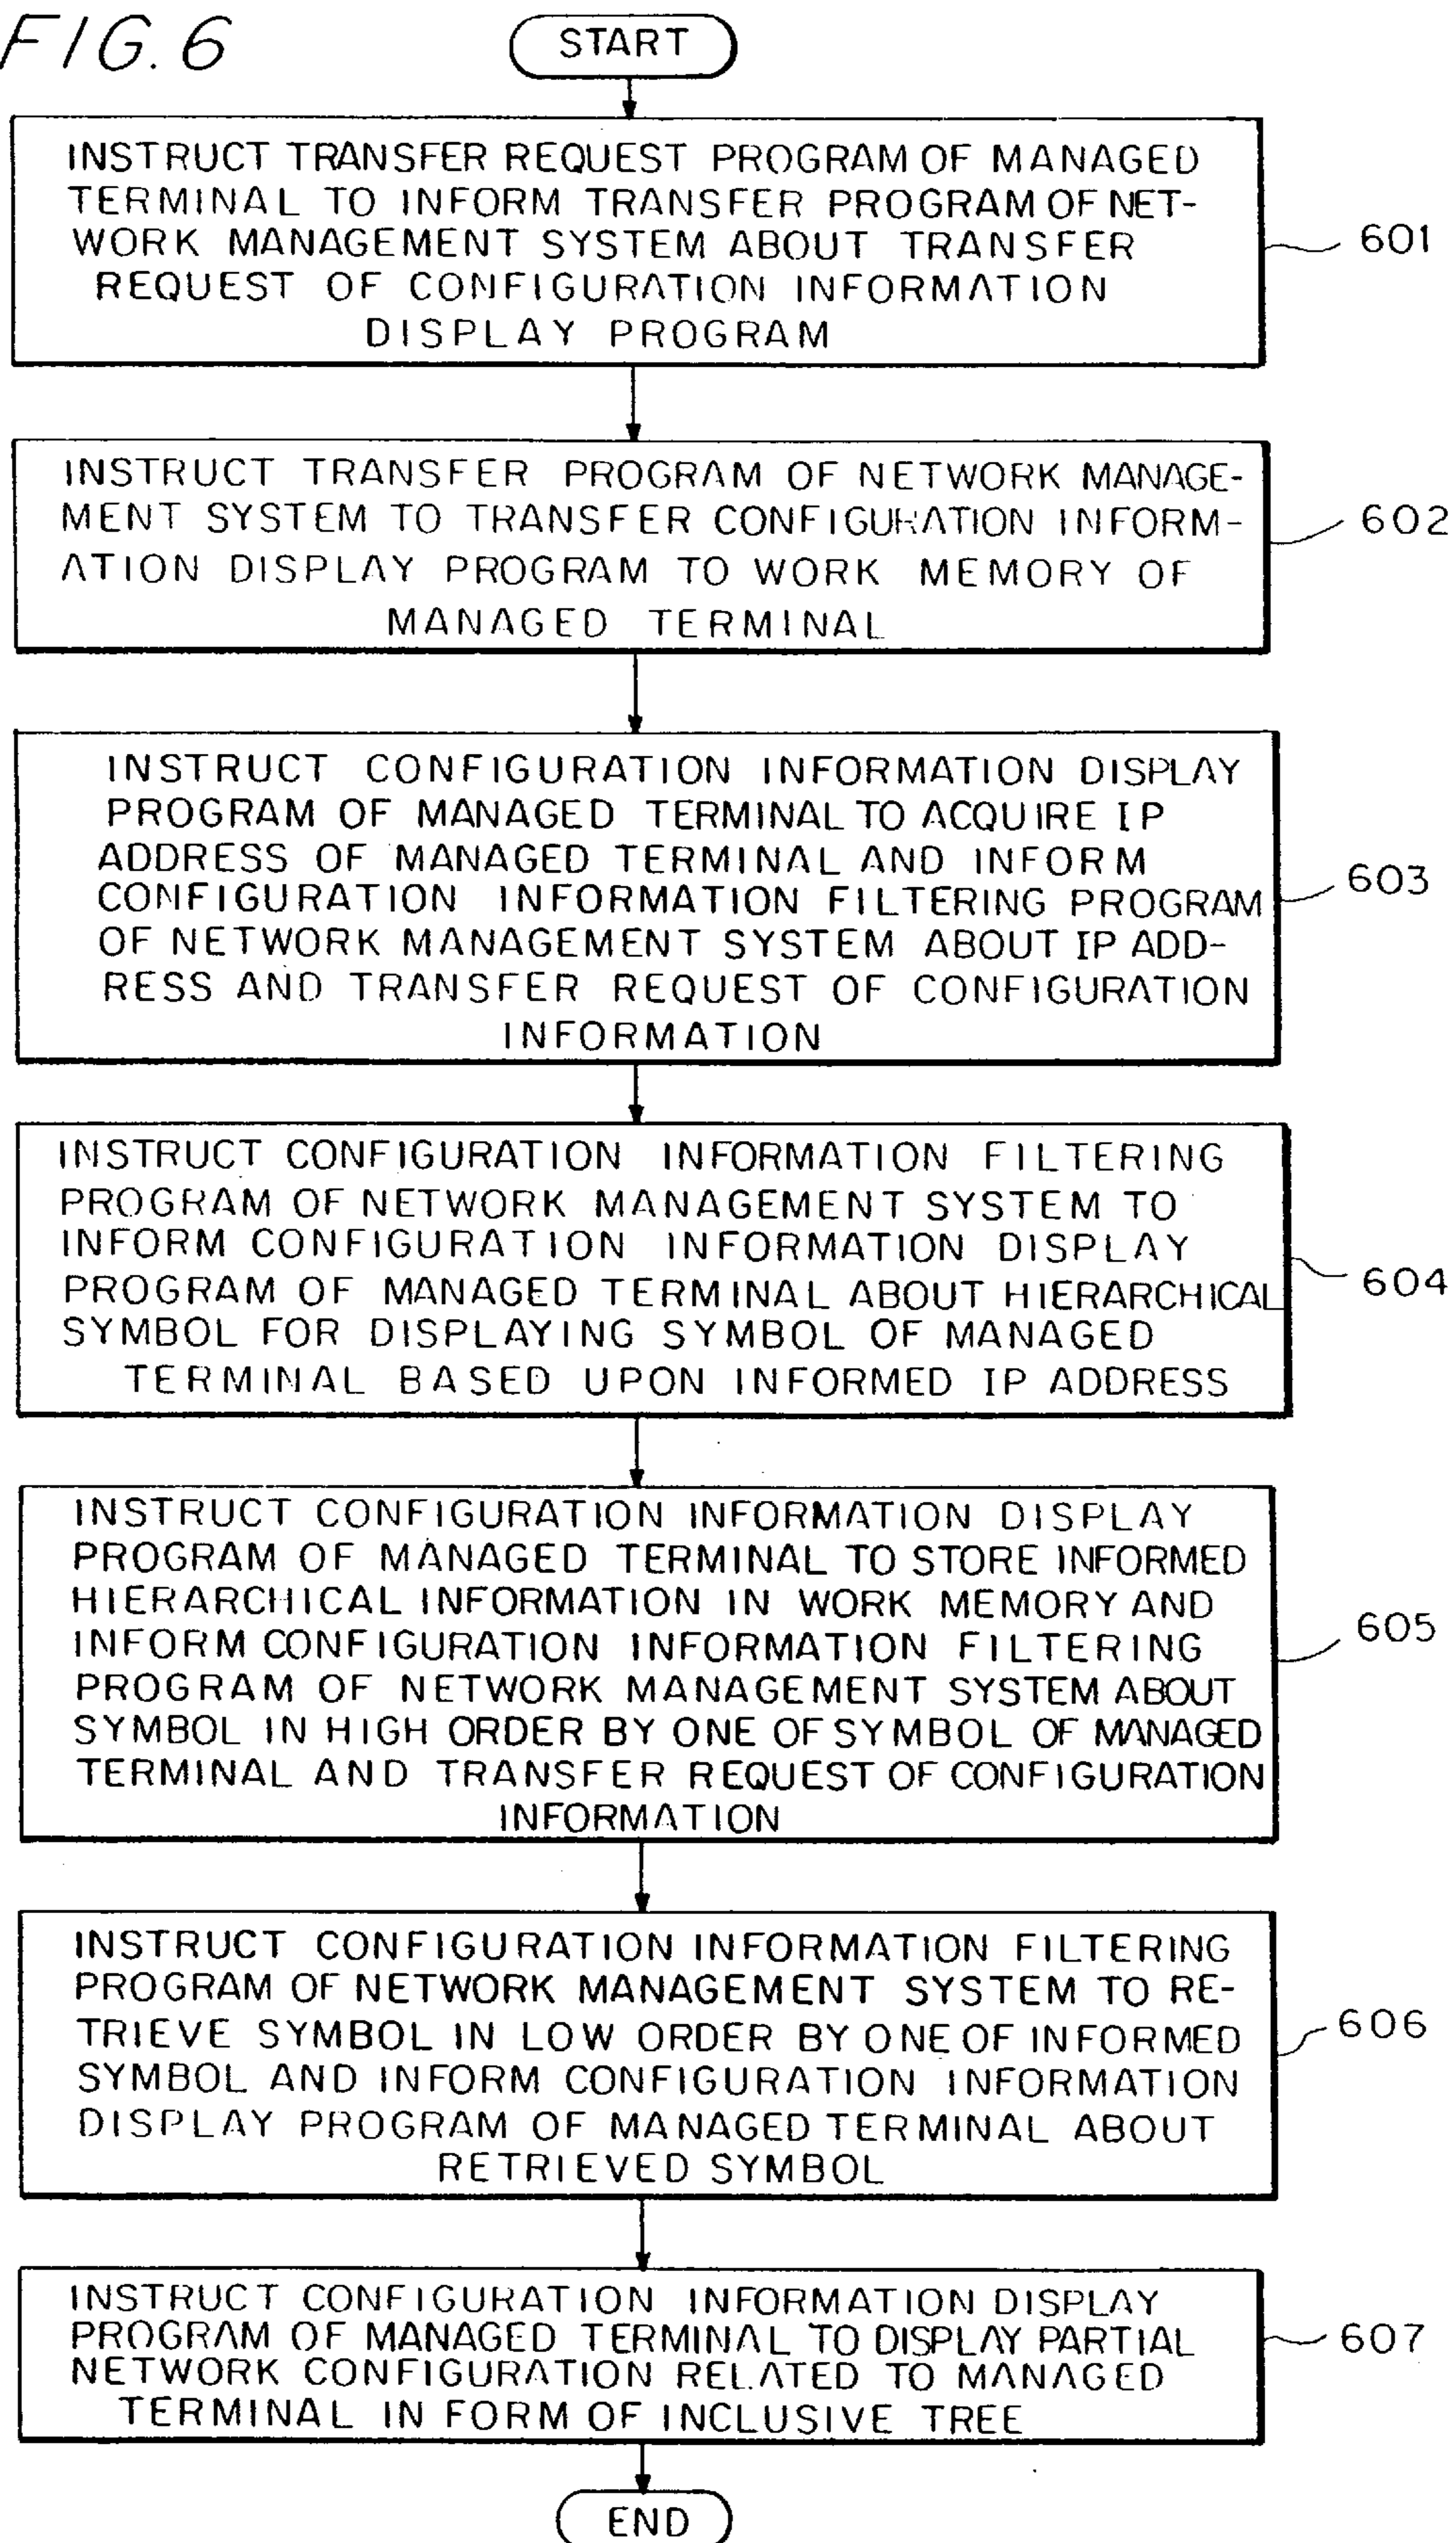 FIG. 6
START
INSTRUCT TRANSFER REQUEST PROGRAM OF MANAGED
TERMINAL TO INFORM TRANSFER PROGRAM OF NET-
WORK MANAGEMENT SYSTEM ABOUT TRANSFER
REQUEST OF CONFIGURATION INFORMATION
DISPLAY PROGRAM
601
INSTRUCT TRANSFER PROGRAM OF NETWORK MANAGE-
MENT SYSTEM TO TRANSFER CONFIGURATION INFORM-
ATION DISPLAY PROGRAM TO WORK MEMORY OF
MANAGED TERMINAL
602
INSTRUCT CONFIGURATION INFORMATION DISPLAY
PROGRAM OF MANAGED TERMINAL TO ACQUIRE IP
ADDRESS OF MANAGED TERMINAL AND INFORM
CONFIGURATION INFORMATION FILTERING PROGRAM
OF NETWORK MANAGEMENT SYSTEM ABOUT IP ADD-
RESS AND TRANSFER REQUEST OF CONFIGURATION
INFORMATION
603
INSTRUCT CONFIGURATION INFORMATION FILTERING
PROGRAM OF NETWORK MANAGEMENT SYSTEM TO
INFORM CONFIGURATION INFORMATION DISPLAY
PROGRAM OF MANAGED TERMINAL ABOUT HIERARCHICAL
SYMBOL FOR DISPLAYING SYMBOL OF MANAGED
TERMINAL BASED UPON INFORMED IP ADDRESS
604
INSTRUCT CONFIGURATION INFORMATION DISPLAY
PROGRAM OF MANAGED TERMINAL TO STORE INFORMED
HIERARCHICAL INFORMATION IN WORK MEMORY AND
INFORM CONFIGURATION INFORMATION FILTERING
PROGRAM OF NETWORK MANAGEMENT SYSTEM ABOUT
SYMBOL IN HIGH ORDER BY ONE OF SYMBOL OF MANAGED
TERMINAL AND TRANSFER REQUEST OF CONFIGURATION
INFORMATION
605
INSTRUCT CONFIGURATION INFORMATION FILTERING
PROGRAM OF NETWORK MANAGEMENT SYSTEM TO RE-
TRIEVE SYMBOL IN LOW ORDER BY ONE OF INFORMED
SYMBOL AND INFORM CONFIGURATION INFORMATION
DISPLAY PROGRAM OF MANAGED TERMINAL ABOUT
RETRIEVED SYMBOL
606
INSTRUCT CONFIGURATION INFORMATION DISPLAY
PROGRAM OF MANAGED TERMINAL TO DISPLAY PARTIAL
NETWORK CONFIGURATION RELATED TO MANAGED
TERMINAL IN FORM OF INCLUSIVE TREE
607
END